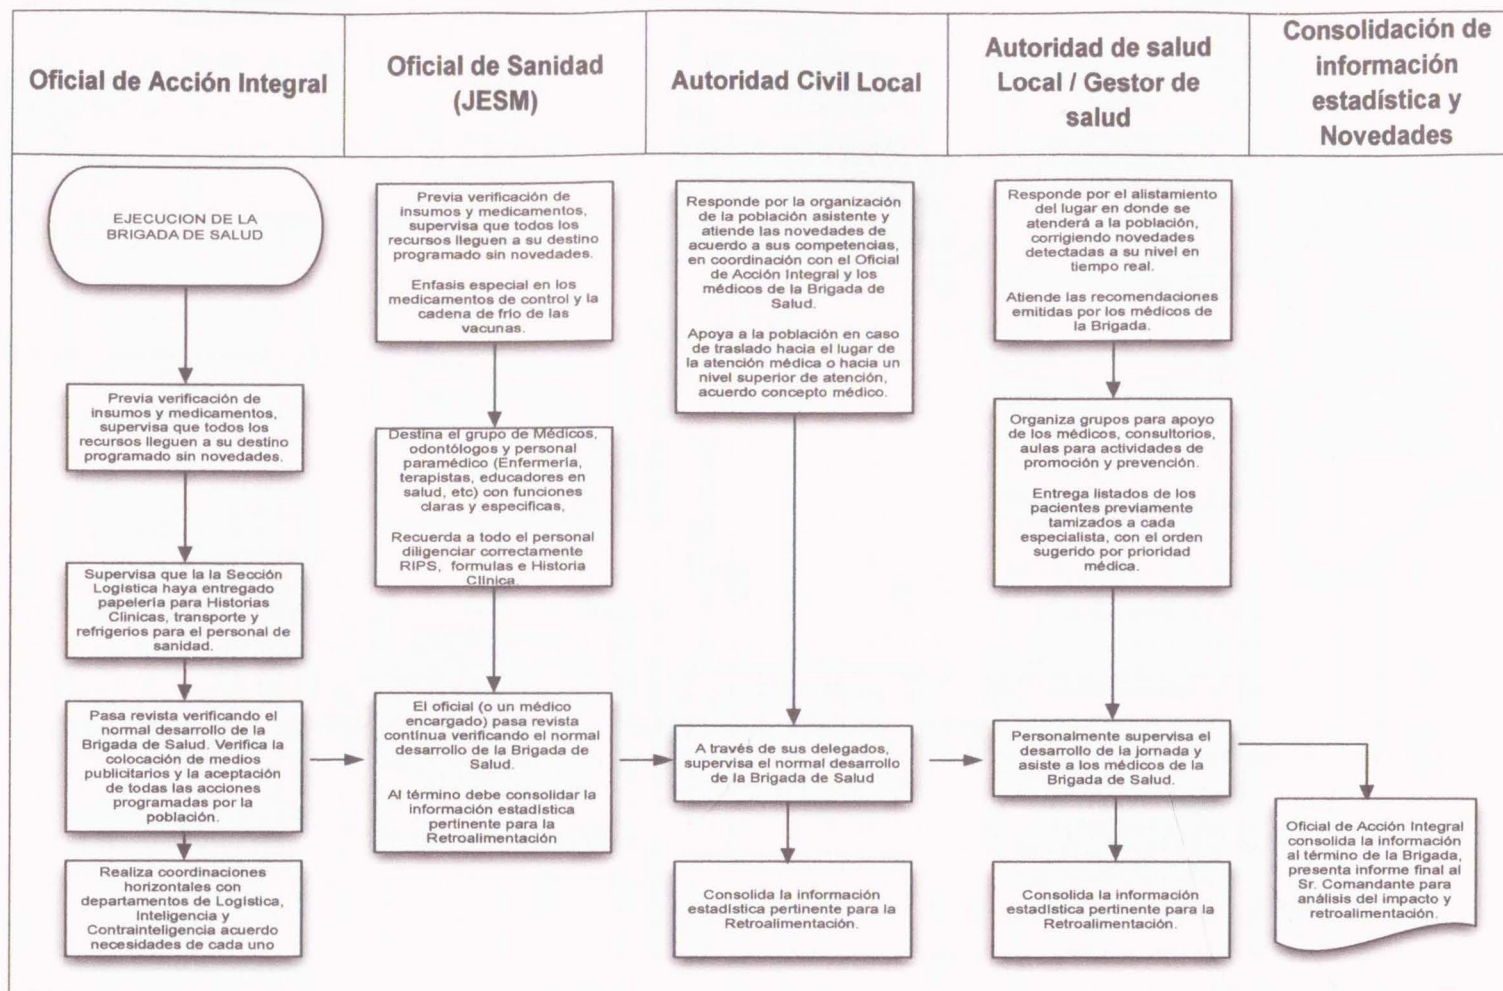 Oficial de Acción Integral
Oficial de Sanidad
(JESM)
Autoridad Civil Local
Autoridad de salud
Local / Gestor de
salud
Consolidación de
información
estadística y
Novedades
EJECUCION DE LA
BRIGADA DE SALUD
Previa verificación de
insumos y medicamentos,
supervisa que todos los
recursos lleguen a su destino
programado sin novedades.
Supervisa que la la Sección
Logística haya entregado
papelería para Historias
Clinicas, transporte y
refrigerios para el personal de
sanidad.
Pasa revista verificando el
normal desarrollo de la
Brigada de Salud. Verifica la
colocación de medios
publicitarios y la aceptación
de todas las acciones
programadas por la
población.
Realiza coordinaciones
horizontales con
departamentos de Logística,
Inteligencia y
Contrainteligencia acuerdo
necesidades de cada uno
Previa verificación de
insumos y medicamentos,
supervisa que todos los
recursos lleguen a su destino
programado sin novedades.
Enfasis especial en los
medicamentos de control y la
cadena de frío de las
vacunas.
Destina el grupo de Médicos,
odontólogos y personal
paramédico (Enfermería,
terapistas, educadores en
salud, etc) con funciones
claras y especificas,
Recuerda a todo el personal
diligenciar correctamente
RIPS, formulas e Historia
Clínica.
El oficial (o un médico
encargado) pasa revista
contínua verificando el normal
desarrollo de la Brigada de
Salud.
Al término debe consolidar la
información estadística
pertinente para la
Retroalimentación
Responde por la organización
de la población asistente y
atiende las novedades de
acuerdo a sus competencias,
en coordinación con el Oficial
de Acción Integral y los
médicos de la Brigada de
Salud.
Apoya a la población en caso
de traslado hacia el lugar de
la atención médica o hacia un
nivel superior de atención,
acuerdo concepto médico.
A través de sus delegados,
supervisa el normal desarrollo
de la Brigada de Salud
Consolida la información
estadística pertinente para la
Retroalimentación.
Responde por el alistamiento
del lugar en donde se
atenderá a la población,
corrigiendo novedades
detectadas a su nivel en
tiempo real.
Atiende las recomendaciones
emitidas por los médicos de
la Brigada.
Organiza grupos para apoyo
de los médicos, consultorios,
aulas para actividades de
promoción y prevención.
Entrega listados de los
pacientes previamente
tamizados a cada
especialista, con el orden
sugerido por prioridad
médica.
Personalmente supervisa el
desarrollo de la jornada y
asiste a los médicos de la
Brigada de Salud.
Consolida la información
estadística pertinente para la
Retroalimentación.
Oficial de Acción Integral
consolida la información
al término de la Brigada,
presenta informe final al
Sr. Comandante para
análisis del impacto y
retroalimentación.